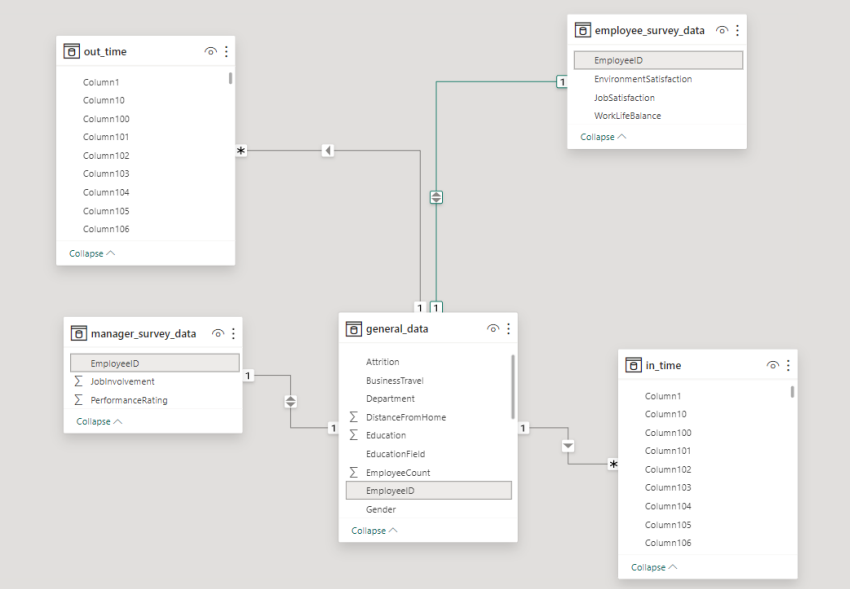 out_time
Column1
Column10
Column100
Column101
Column102
Column103
Column104
Column105
Column106
Collapse
employee_survey_data
EmployeeID
EnvironmentSatisfaction
JobSatisfaction
WorkLifeBalance
Collapse
1
*
1
1
manager_survey_data
EmployeeID
∑ JobInvolvement
∑ PerformanceRating
Collapse
1
1
general_data
Attrition
BusinessTravel
Department
∑ DistanceFromHome
∑ Education
EducationField
∑ EmployeeCount
EmployeeID
Gender
Collapse
1
*
in_time
Column1
Column10
Column100
Column101
Column102
Column103
Column104
Column105
Column106
Collapse